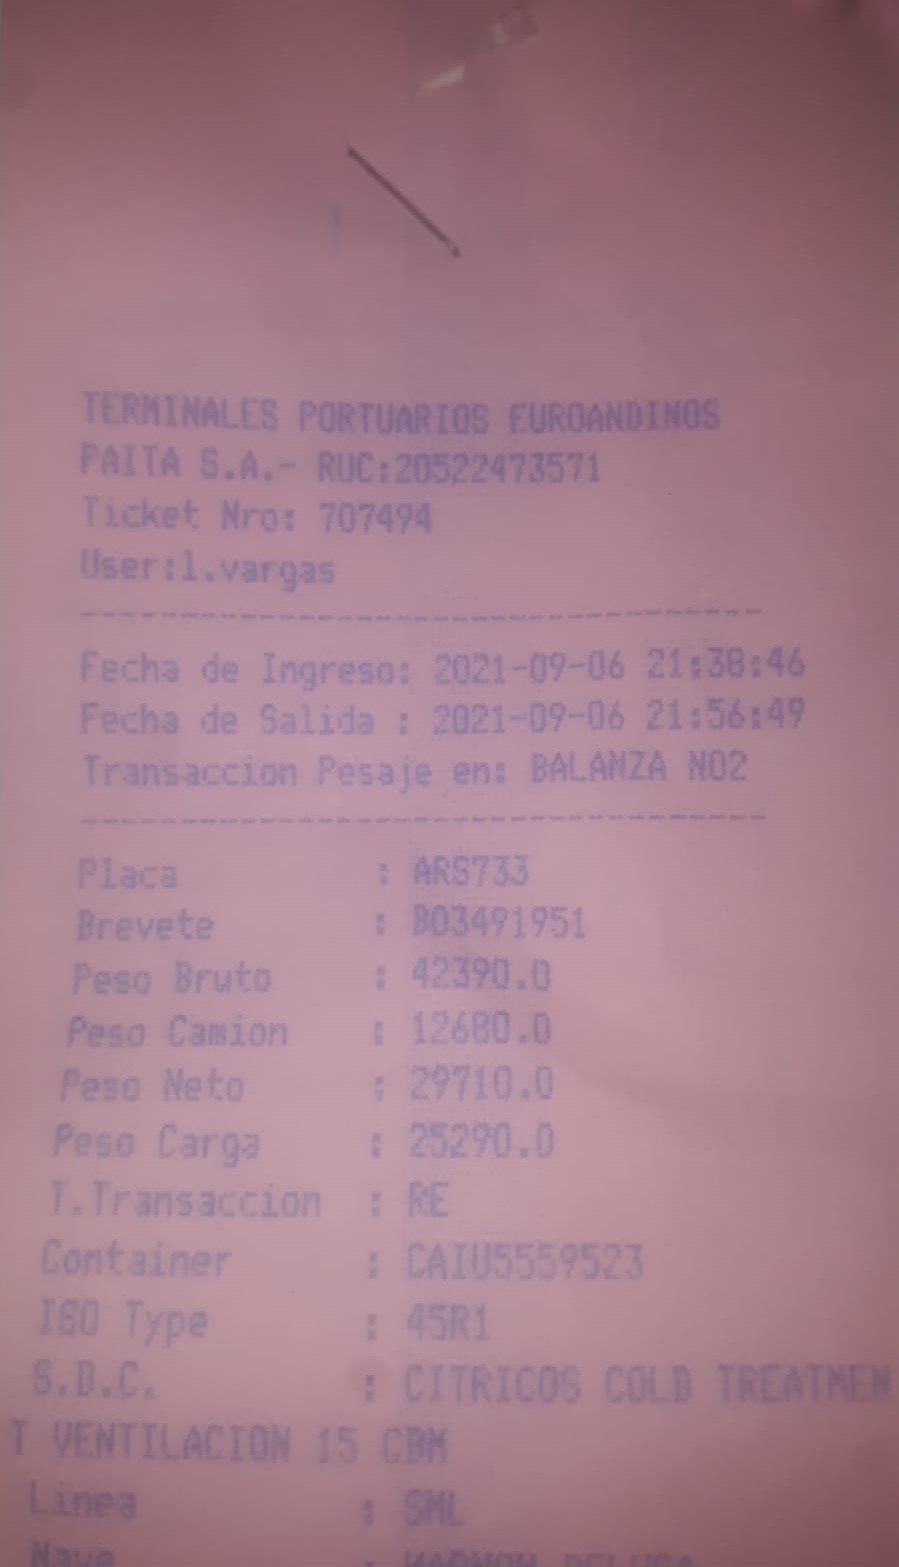 TERMINALES PORTUARIOS EUROANDINOS
PAITA S.A.- RUC:20522473571
Ticket Nro: 707494
User:l.vargas
-----------------------------------
Fecha de Ingreso: 2021-09-06 21:38:46
Fecha de Salida : 2021-09-06 21:56:49
Transaccion Pesaje en: BALANZA NO2
-----------------------------------
Placa : ARS733
Brevete : B03491951
Peso Bruto : 42390.0
Peso Camion : 12680.0
Peso Neto : 29710.0
Peso Carga : 25290.0
T.Transaccion : RE
Container : CAIU5559523
ISO Type : 45R1
S.D.C. : CITRICOS COLD TREATMEN
T VENTILACION 15 CBM
Linea : SML
Nave :